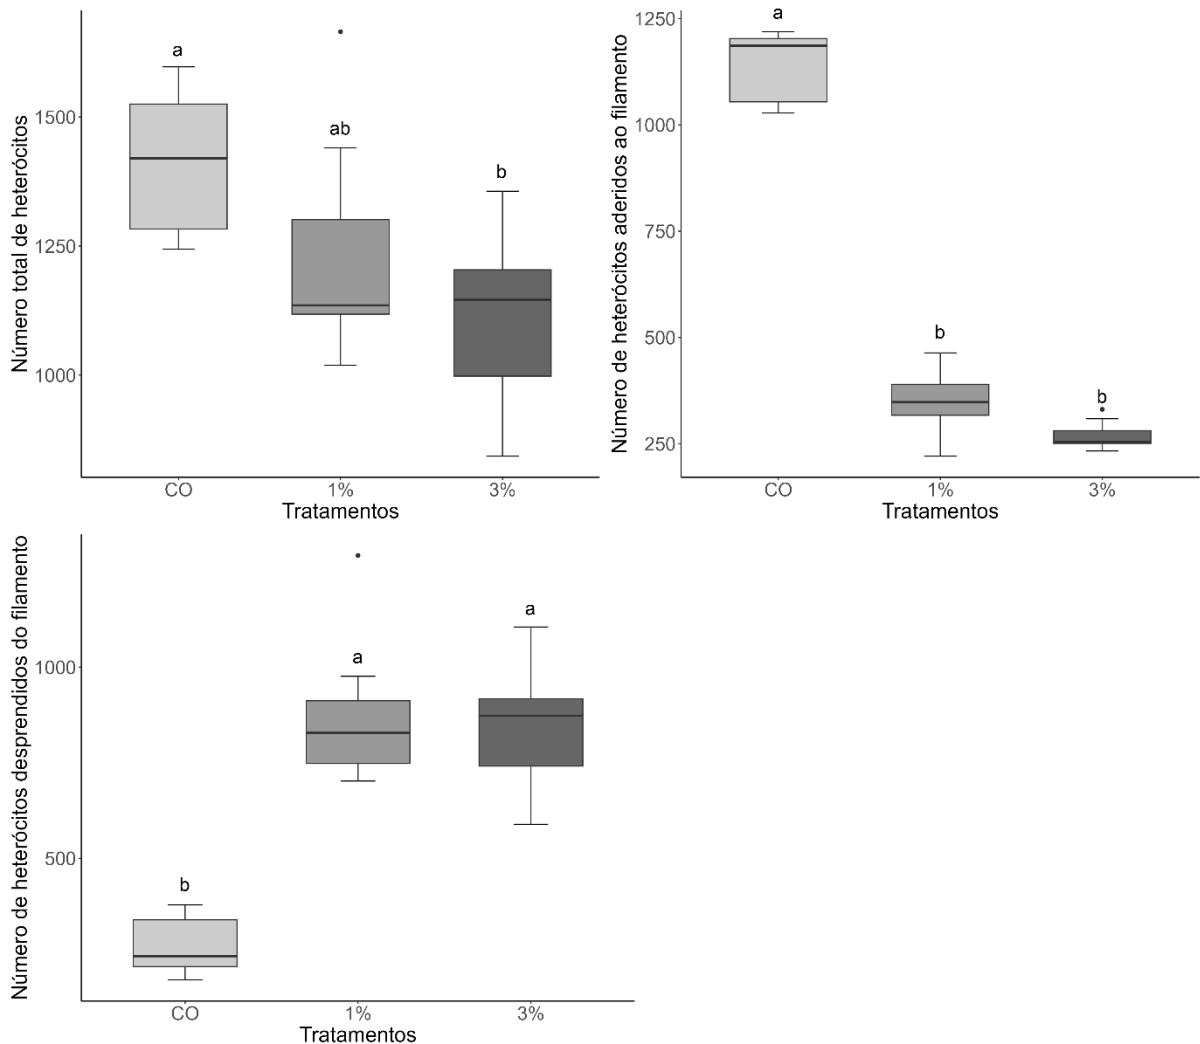 Número total de heterócitos
1500
1250
1000
a
ab
b
CO
1%
3%
Tratamentos
Número de heterócitos aderidos ao filamento
1250
1000
750
500
250
a
b
b
CO
1%
3%
Tratamentos
Número de heterócitos desprendidos do filamento
1000
500
b
a
a
CO
1%
3%
Tratamentos